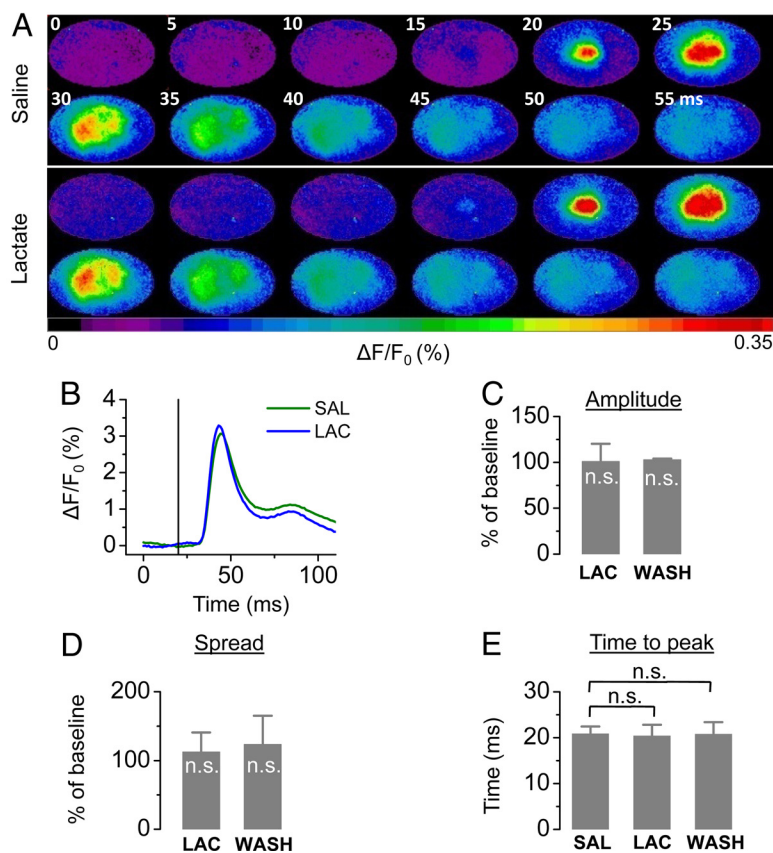 A
Saline
0 5 10 15 20 25
30 35 40 45 50 55 ms
Lactate
0 0.35
ΔF/F₀ (%)
B
ΔF/F₀ (%)
4
3
2
1
0
SAL
LAC
0 50 100
Time (ms)
C
Amplitude
% of baseline
150
100
50
0
n.s. n.s.
LAC WASH
D
Spread
% of baseline
200
100
0
n.s. n.s.
LAC WASH
E
Time to peak
Time (ms)
30
20
10
0
n.s.
n.s.
SAL LAC WASH